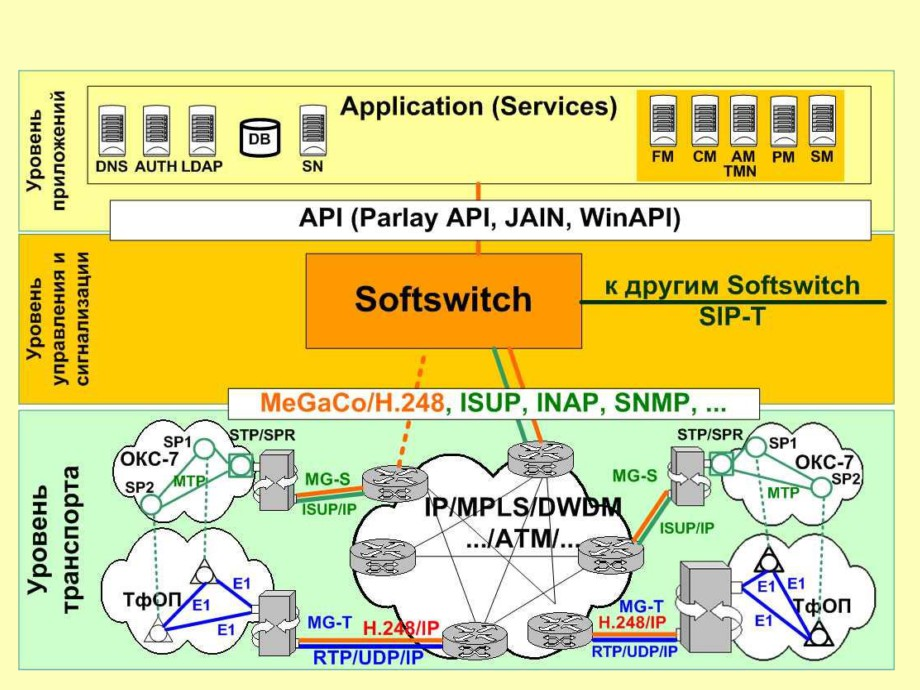 Уровень
приложений
Application (Services)
DNS AUTH LDAP
DB
SN
FM CM AM PM SM
TMN
API (Parlay API, JAIN, WinAPI)
Уровень
управления и
сигнализации
Softswitch
к другим Softswitch
SIP-T
MeGaCo/H.248, ISUP, INAP, SNMP, ...
Уровень
транспорта
SP1
STP/SPR
ОКС-7
SP2
MTP
MG-S
ISUP/IP
IP/MPLS/DWDM
.../ATM/...
STP/SPR
SP1
ОКС-7
SP2
MTP
MG-S
ISUP/IP
ТфОП
E1
E1
E1
MG-T
H.248/IP
RTP/UDP/IP
MG-T
H.248/IP
RTP/UDP/IP
E1
E1
E1
ТфОП